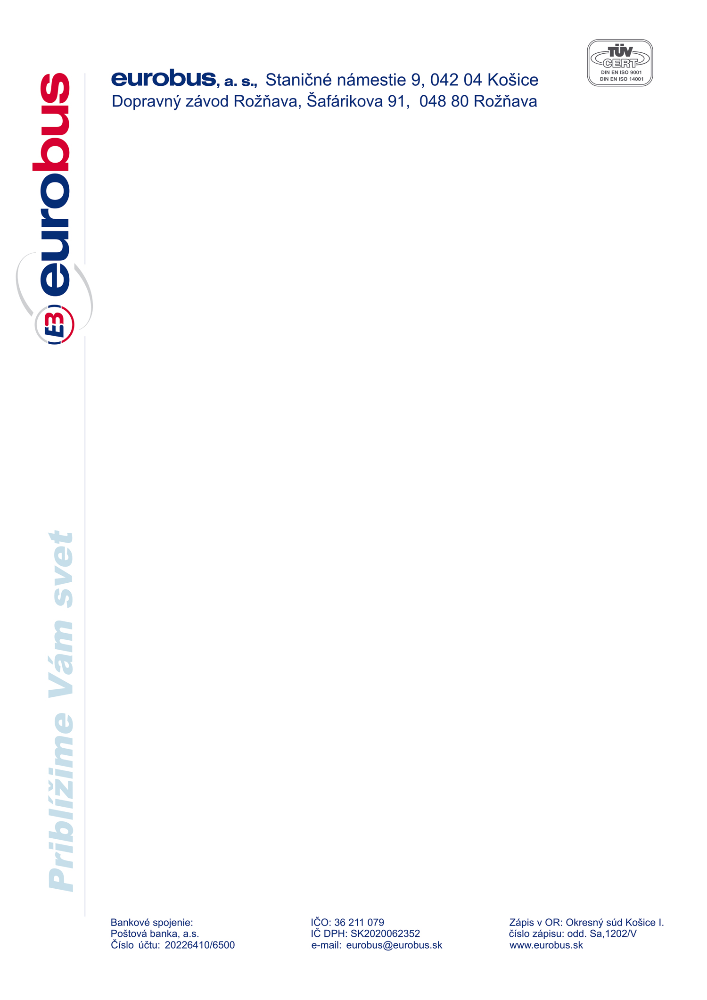 eurobus, a. s., Staničné námestie 9, 042 04 Košice
Dopravný závod Rožňava, Šafárikova 91, 048 80 Rožňava
TÜV
CERT
DIN EN ISO 9001
DIN EN ISO 14001
EB eurobus
Priblížime Vám svet
Bankové spojenie:
Poštová banka, a.s.
Číslo účtu: 20226410/6500
IČO: 36 211 079
IČ DPH: SK2020062352
e-mail: eurobus@eurobus.sk
Zápis v OR: Okresný súd Košice I.
číslo zápisu: odd. Sa,1202/V
www.eurobus.sk